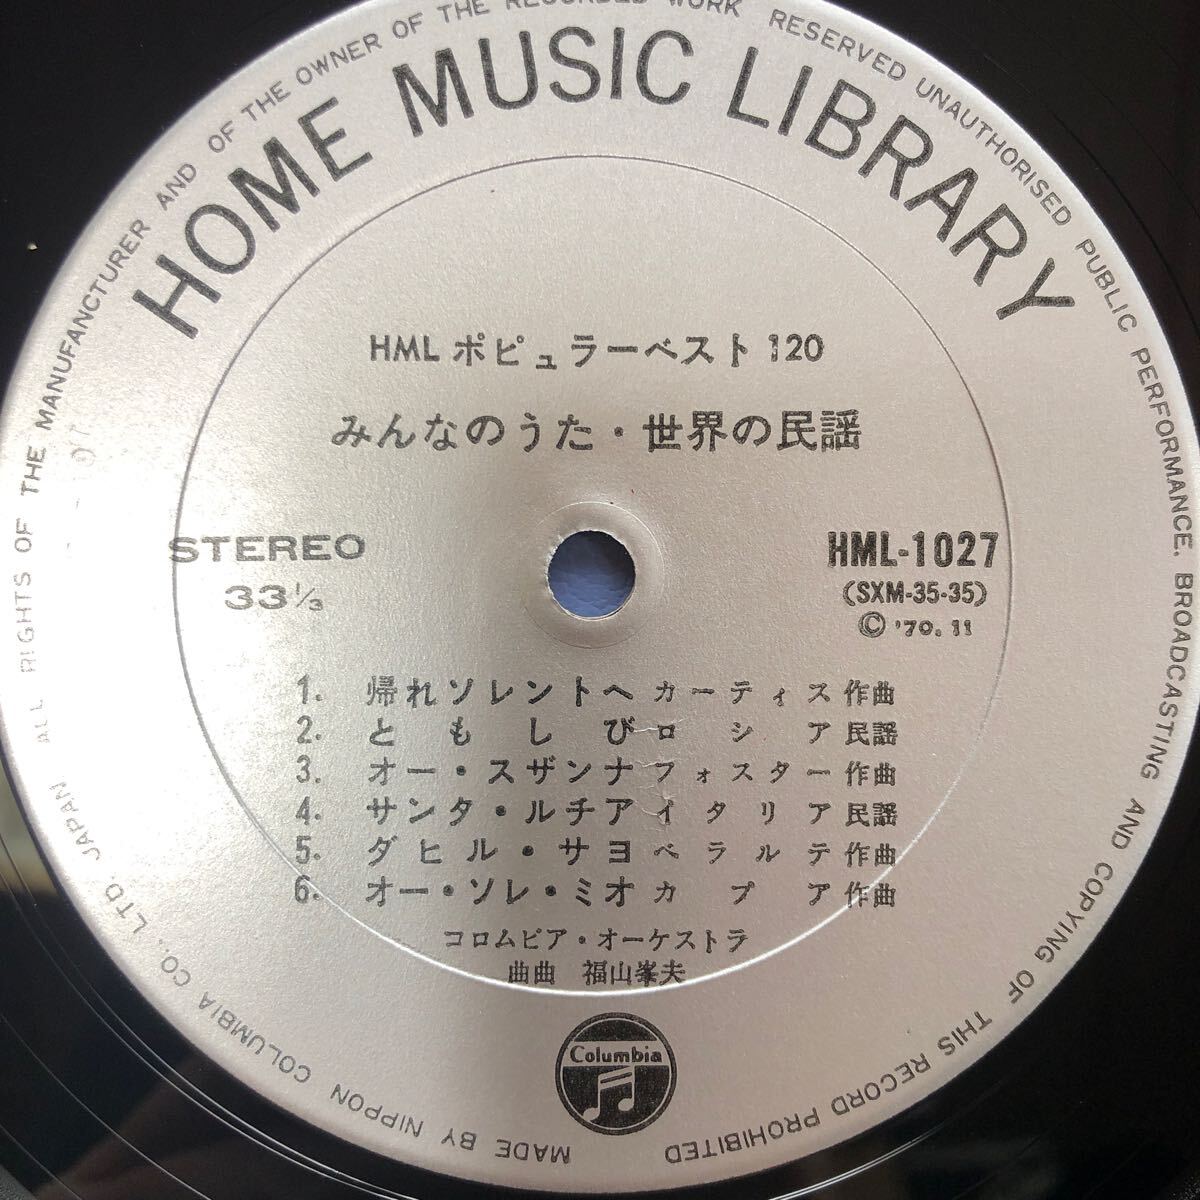 ALL RIGHTS OF THE MANUFANCTURER AND OF THE OWNER OF THE RECORDED WORK RESERVED UNAUTHORISED PUBLIC PERFORMANCE. BROADCASTING AND COPYING OF THIS RECORD PROHIBITED
HOME MUSIC LIBRARY
HML ポピュラーベスト 120
みんなのうた・世界の民謡
STEREO
33⅓
HML-1027
(SXM-35-35)
Ⓒ '70. 11
1. 帰れソレントへ カーティス 作曲
2. ともしび ロシア 民謡
3. オー・スザンナ フォスター 作曲
4. サンタ・ルチア イタリア 民謡
5. ダヒル・サヨ ベラルテ 作曲
6. オー・ソレ・ミオ カプア 作曲
コロムビア・オーケストラ
曲曲 福山峯夫
Columbia
MADE BY NIPPON COLUMBIA CO., LTD. JAPAN